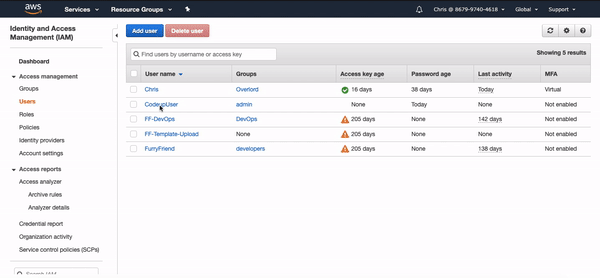 aws Services Resource Groups Chris @ 8679-9740-4618 Global Support
Identity and Access
Management (IAM)
Dashboard
Access management
Groups
Users
Roles
Policies
Identity providers
Account settings
Access reports
Access analyzer
Archive rules
Analyzer details
Credential report
Organization activity
Service control policies (SCPs)
Search IAM
Add user Delete user
Find users by username or access key Showing 5 results
User name Groups Access key age Password age Last activity MFA
Chris Overlord 16 days 38 days Today Virtual
admin None Today None Not enabled
FF-DevOps DevOps 205 days None 142 days Not enabled
FF-Template-Upload None 205 days None None Not enabled
FurryFriend developers 205 days None 138 days Not enabled